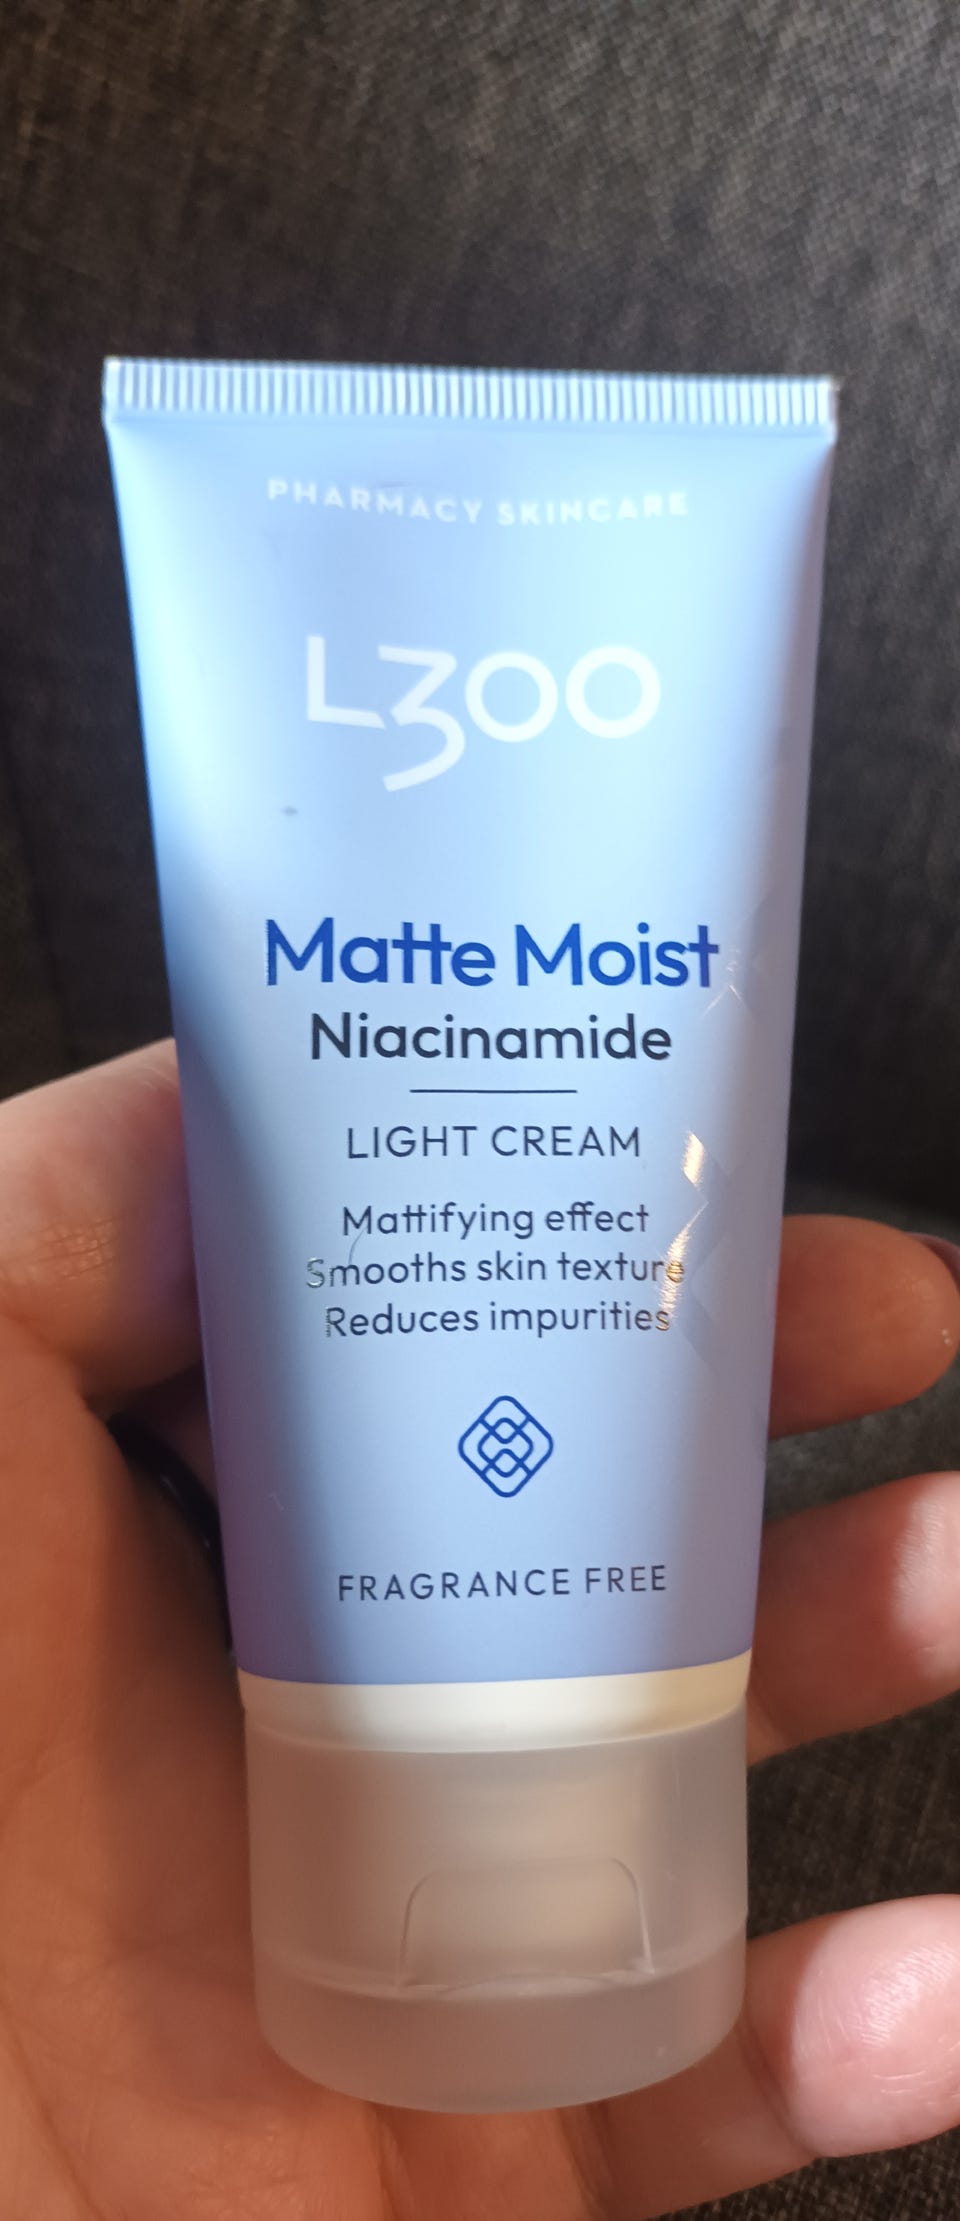 PHARMACY SKINCARE
L300
Matte Moist
Niacinamide
LIGHT CREAM
Mattifying effect
Smooths skin texture
Reduces impurities
FRAGRANCE FREE